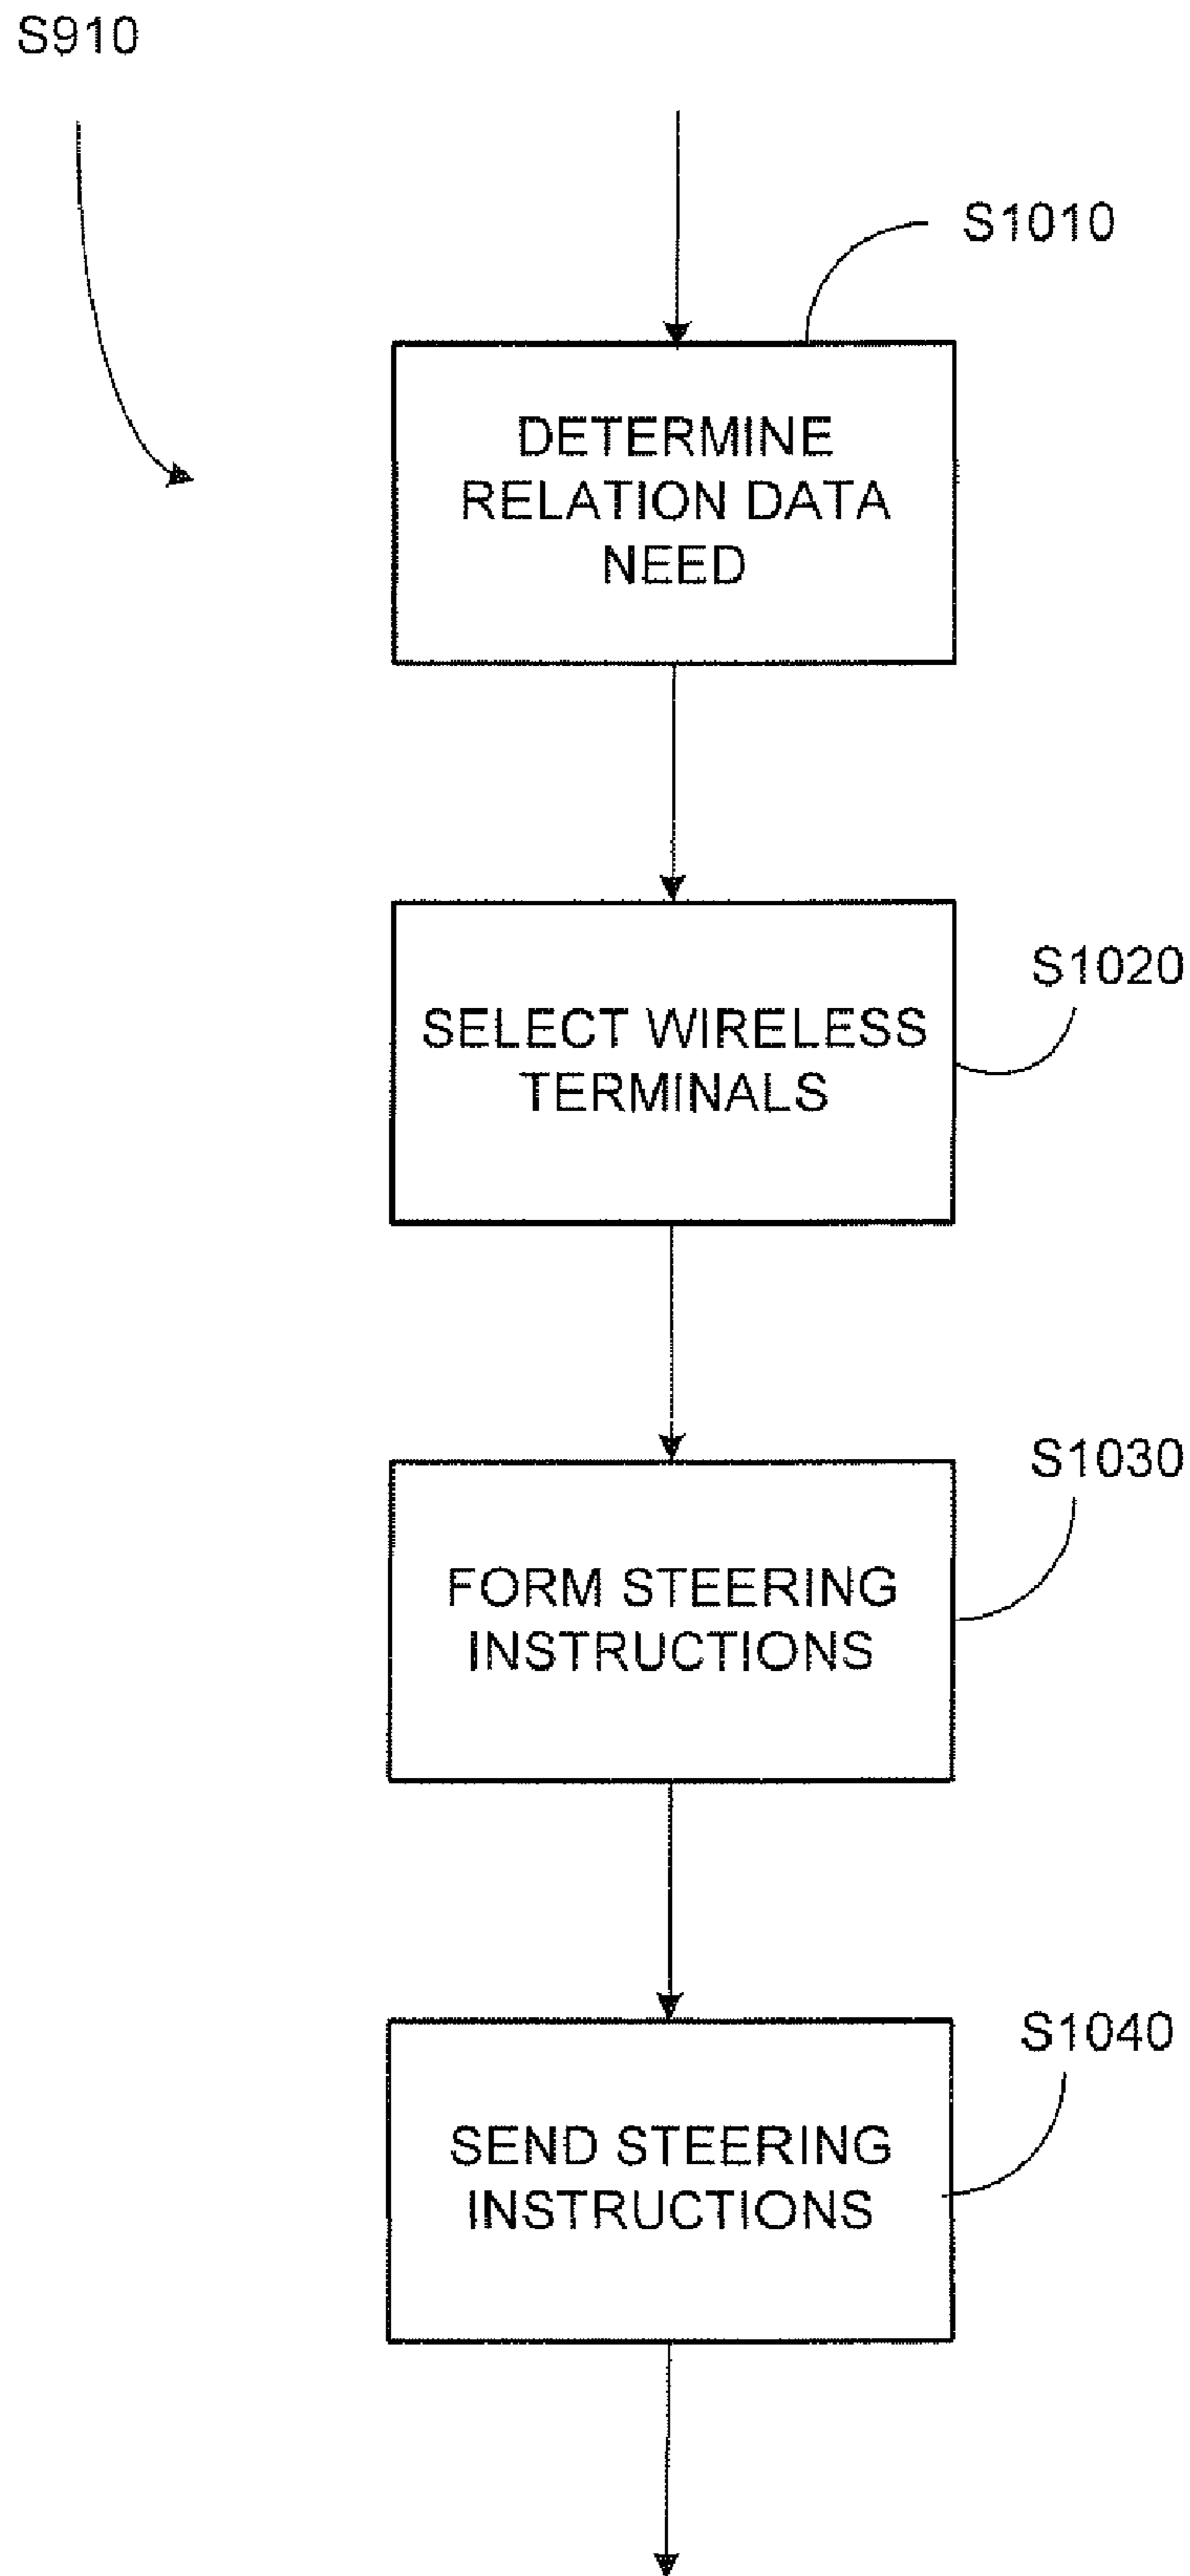 S910
S1010
DETERMINE
RELATION DATA
NEED
S1020
SELECT WIRELESS
TERMINALS
S1030
FORM STEERING
INSTRUCTIONS
S1040
SEND STEERING
INSTRUCTIONS